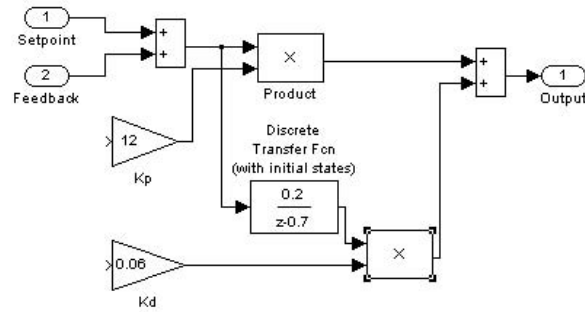 1
Setpoint
2
Feedback
+
+
×
Product
+
+
1
Output
12
Kp
Discrete
Transfer Fcn
(with initial states)
0.2
z-0.7
×
0.06
Kd